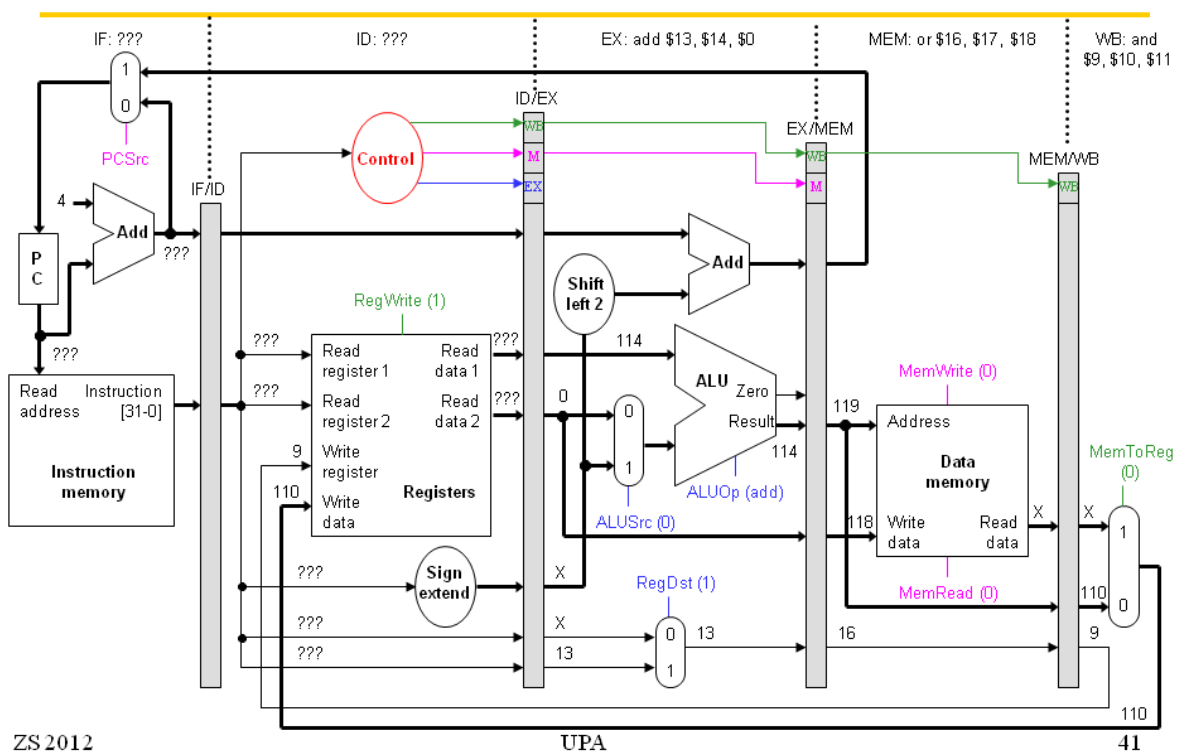 IF: ???
ID: ???
EX: add $13, $14, $0
MEM: or $16, $17, $18
WB: and
$9, $10, $11
1
0
PCSrc
4
Add
???
P
C
???
Read
address
Instruction
[31-0]
Instruction
memory
IF/ID
Control
ID/EX
WB
M
EX
EX/MEM
WB
M
MEM/WB
WB
RegWrite (1)
???
Read
register 1
Read
data 1
???
???
Read
register 2
Read
data 2
???
9
Write
register
110
Write
data
Registers
???
Sign
extend
X
???
X
???
13
Shift
left 2
Add
114
0
0
1
ALUSrc (0)
ALU
Zero
Result
114
ALUOp (add)
RegDst (1)
0
1
13
119
118
16
MemWrite (0)
Address
Data
memory
Write
data
Read
data
MemRead (0)
X
X
110
9
MemToReg
(0)
1
0
110
ZS 2012
UPA
41